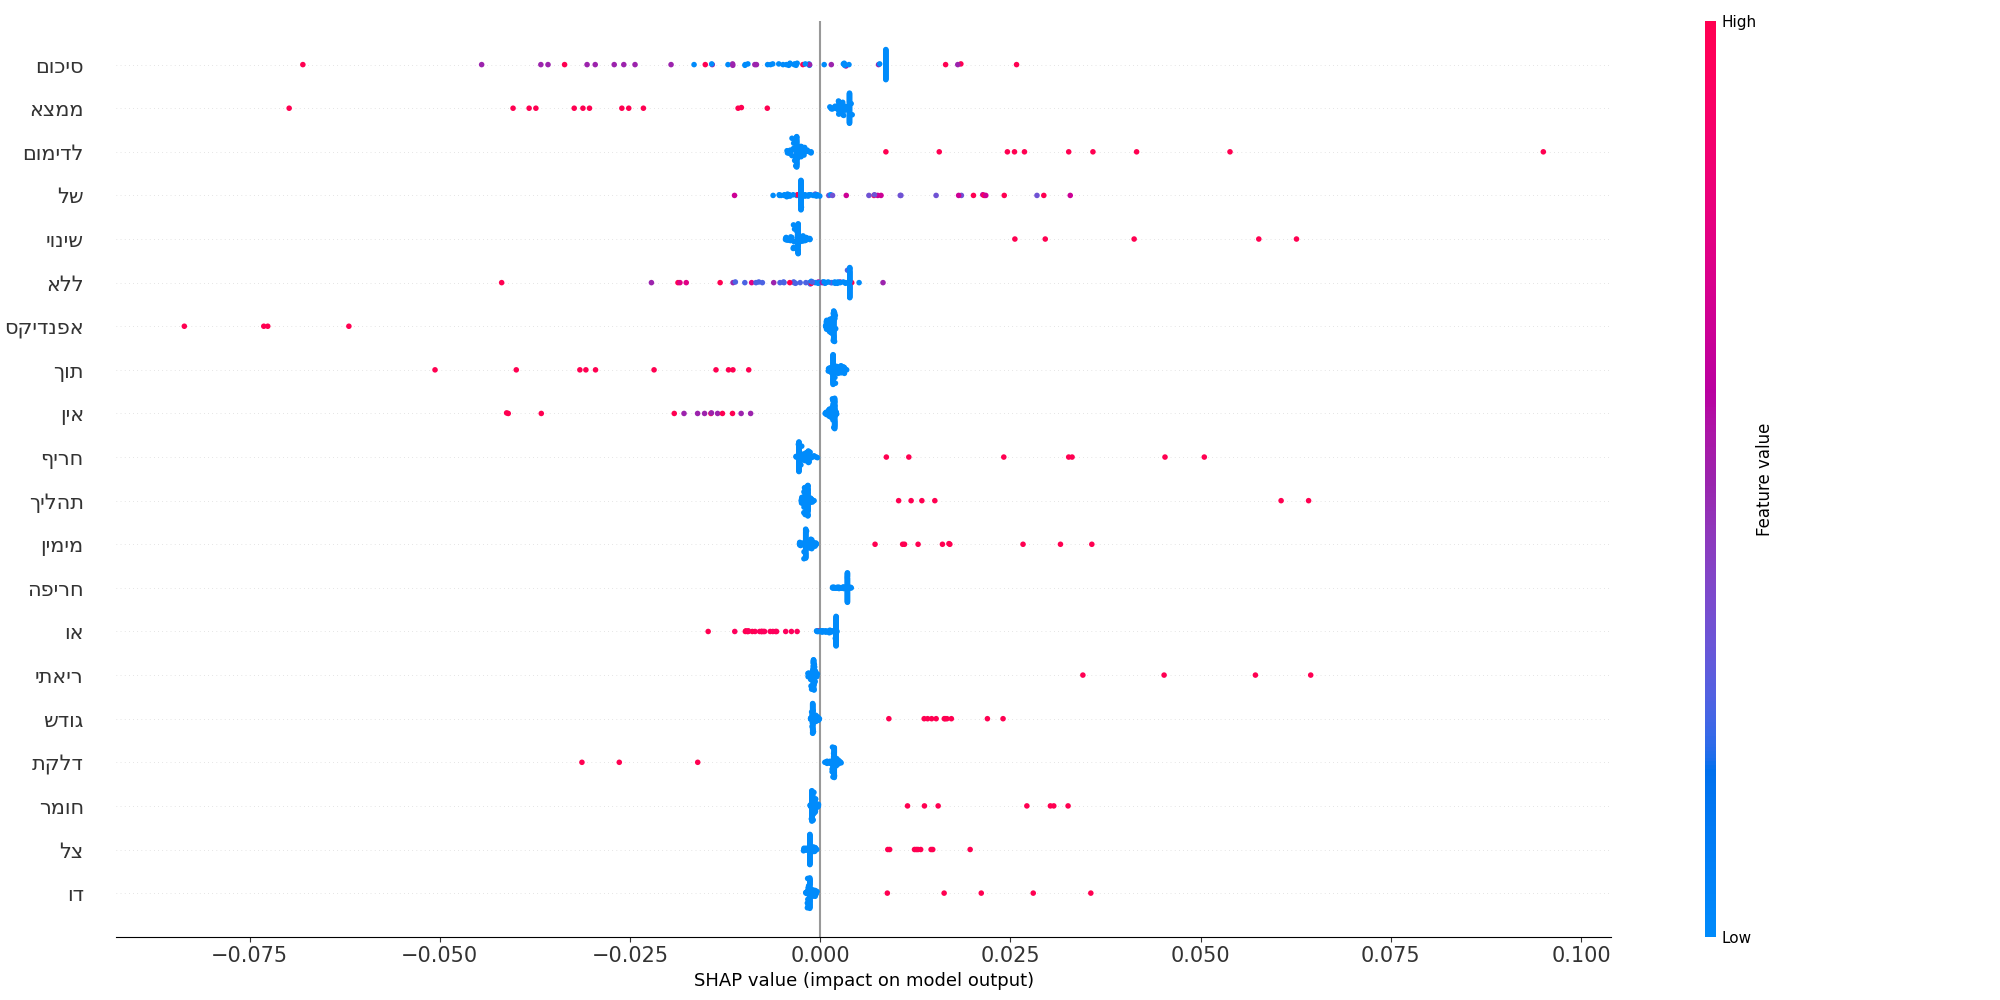 High
סיכום
ממצא
לדימום
של
שינוי
ללא
אפנדיקס
תוך
אין
חריף
תהליך
מימין
חריפה
או
ריאתי
גודש
דלקת
חומר
צל
דו
Feature value
Low
−0.075 −0.050 −0.025 0.000 0.025 0.050 0.075 0.100
SHAP value (impact on model output)